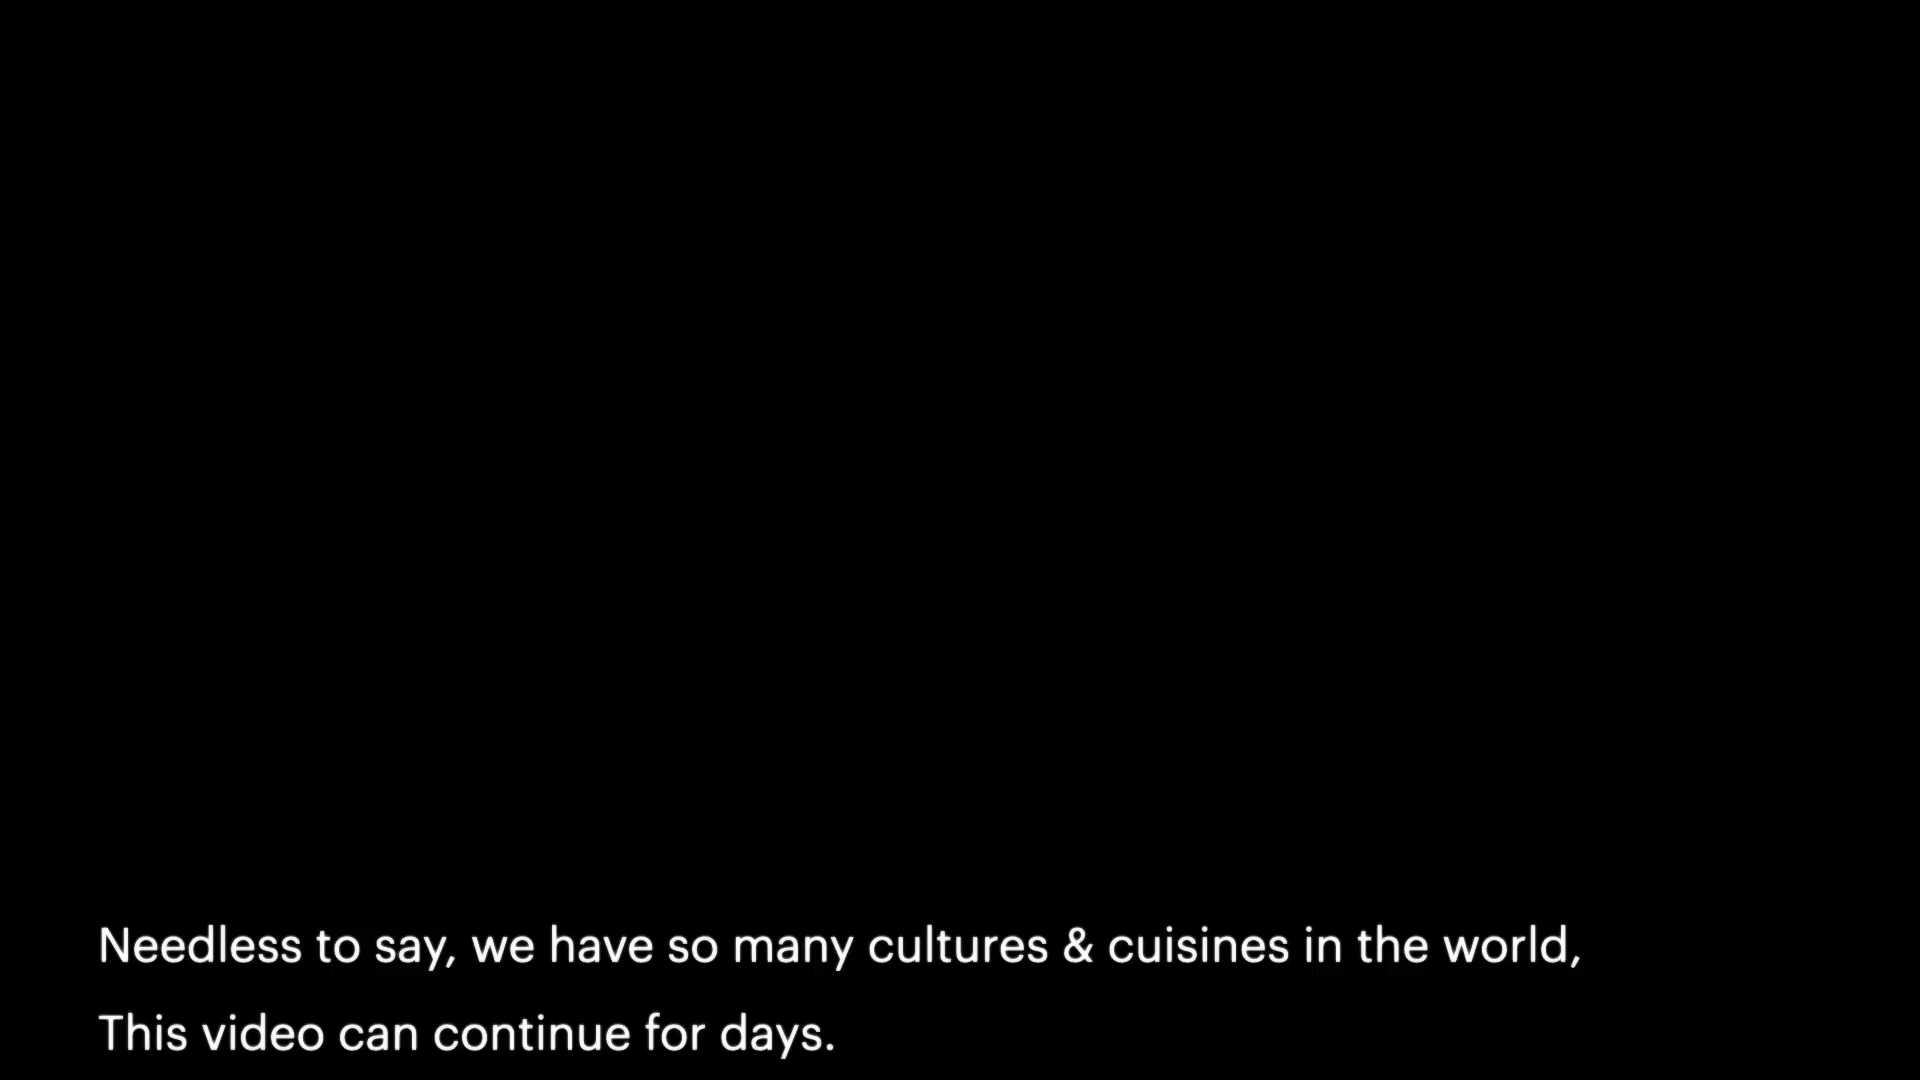 Needless to say, we have so many cultures & cuisines in the world,
This video can continue for days.